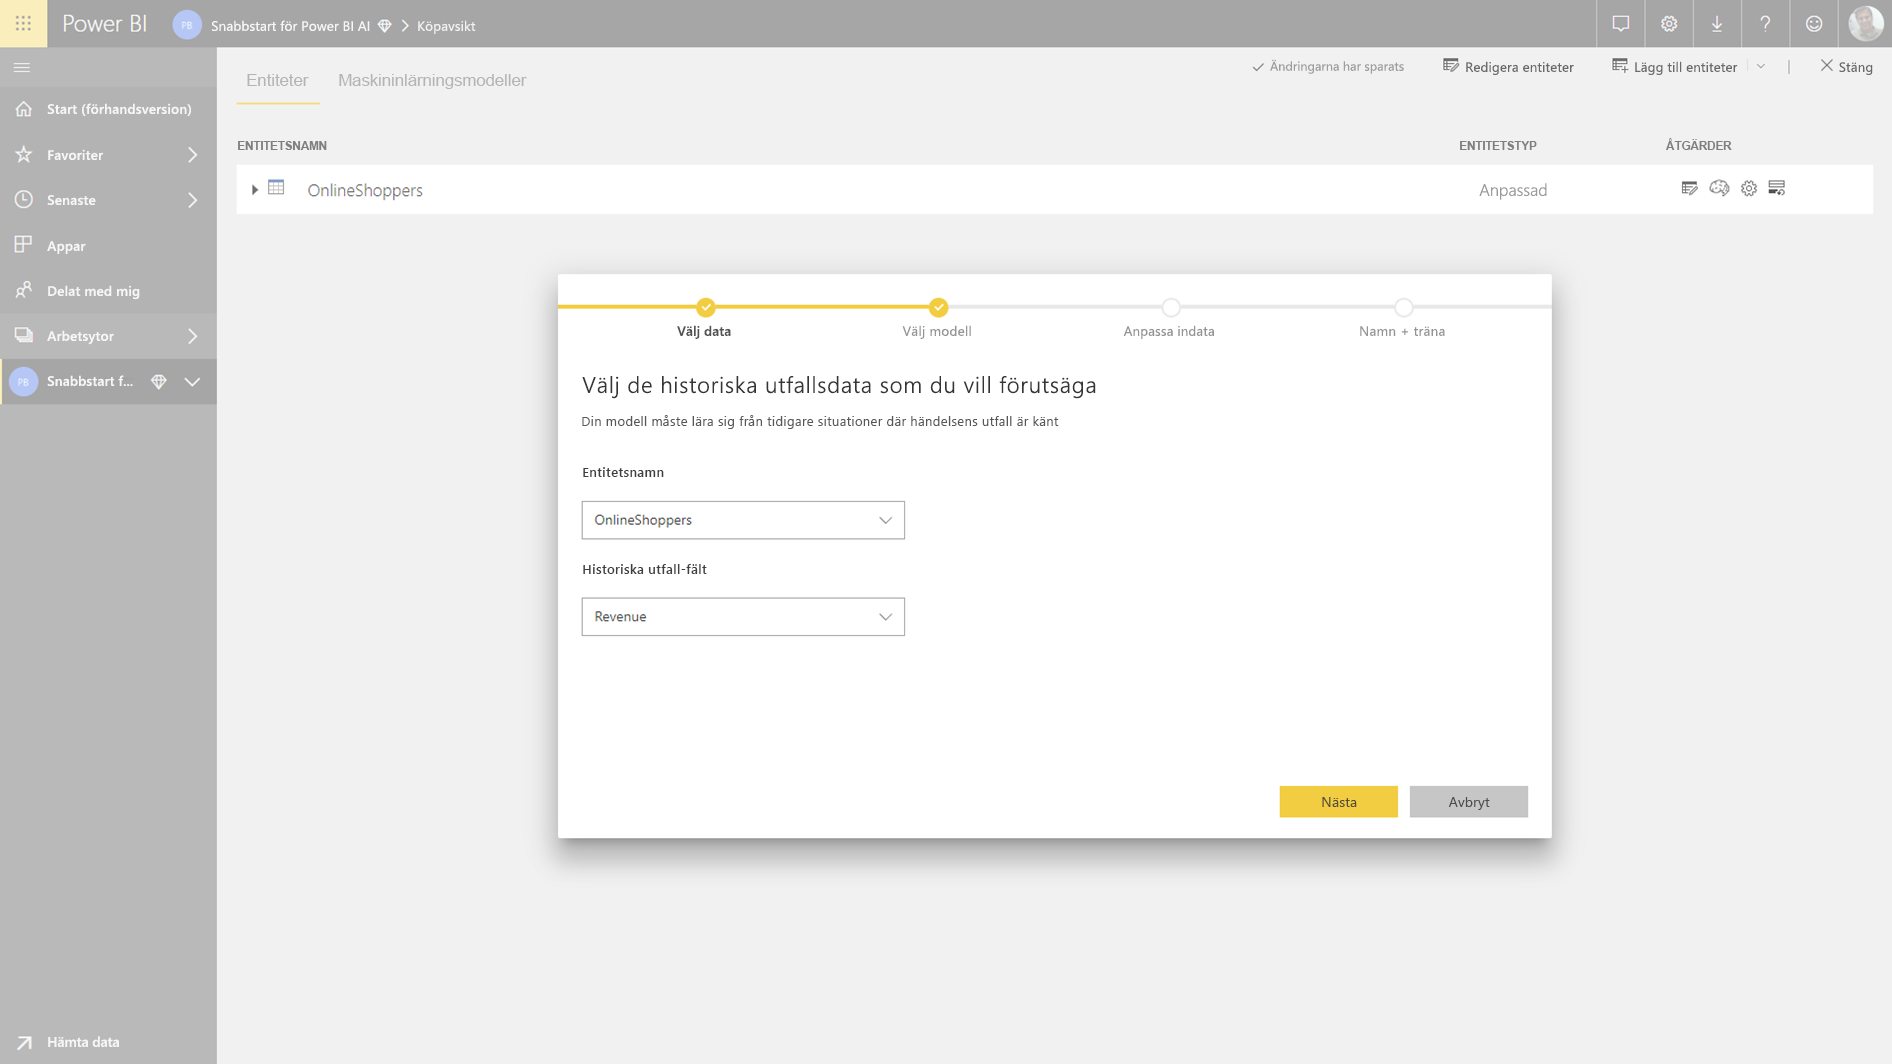 Power BI
PB
Snabbstart för Power BI AI
Köpavsikt
Entiteter
Maskininlärningsmodeller
Ändringarna har sparats
Redigera entiteter
Lägg till entiteter
Stäng
Start (förhandsversion)
Favoriter
Senaste
Appar
Delat med mig
Arbetsytor
PB
Snabbstart f...
Hämta data
ENTITETSNAMN
ENTITETSTYP
ÅTGÄRDER
OnlineShoppers
Anpassad
Välj data
Välj modell
Anpassa indata
Namn + träna
Välj de historiska utfallsdata som du vill förutsäga
Din modell måste lära sig från tidigare situationer där händelsens utfall är känt
Entitetsnamn
OnlineShoppers
Historiska utfall-fält
Revenue
Nästa
Avbryt